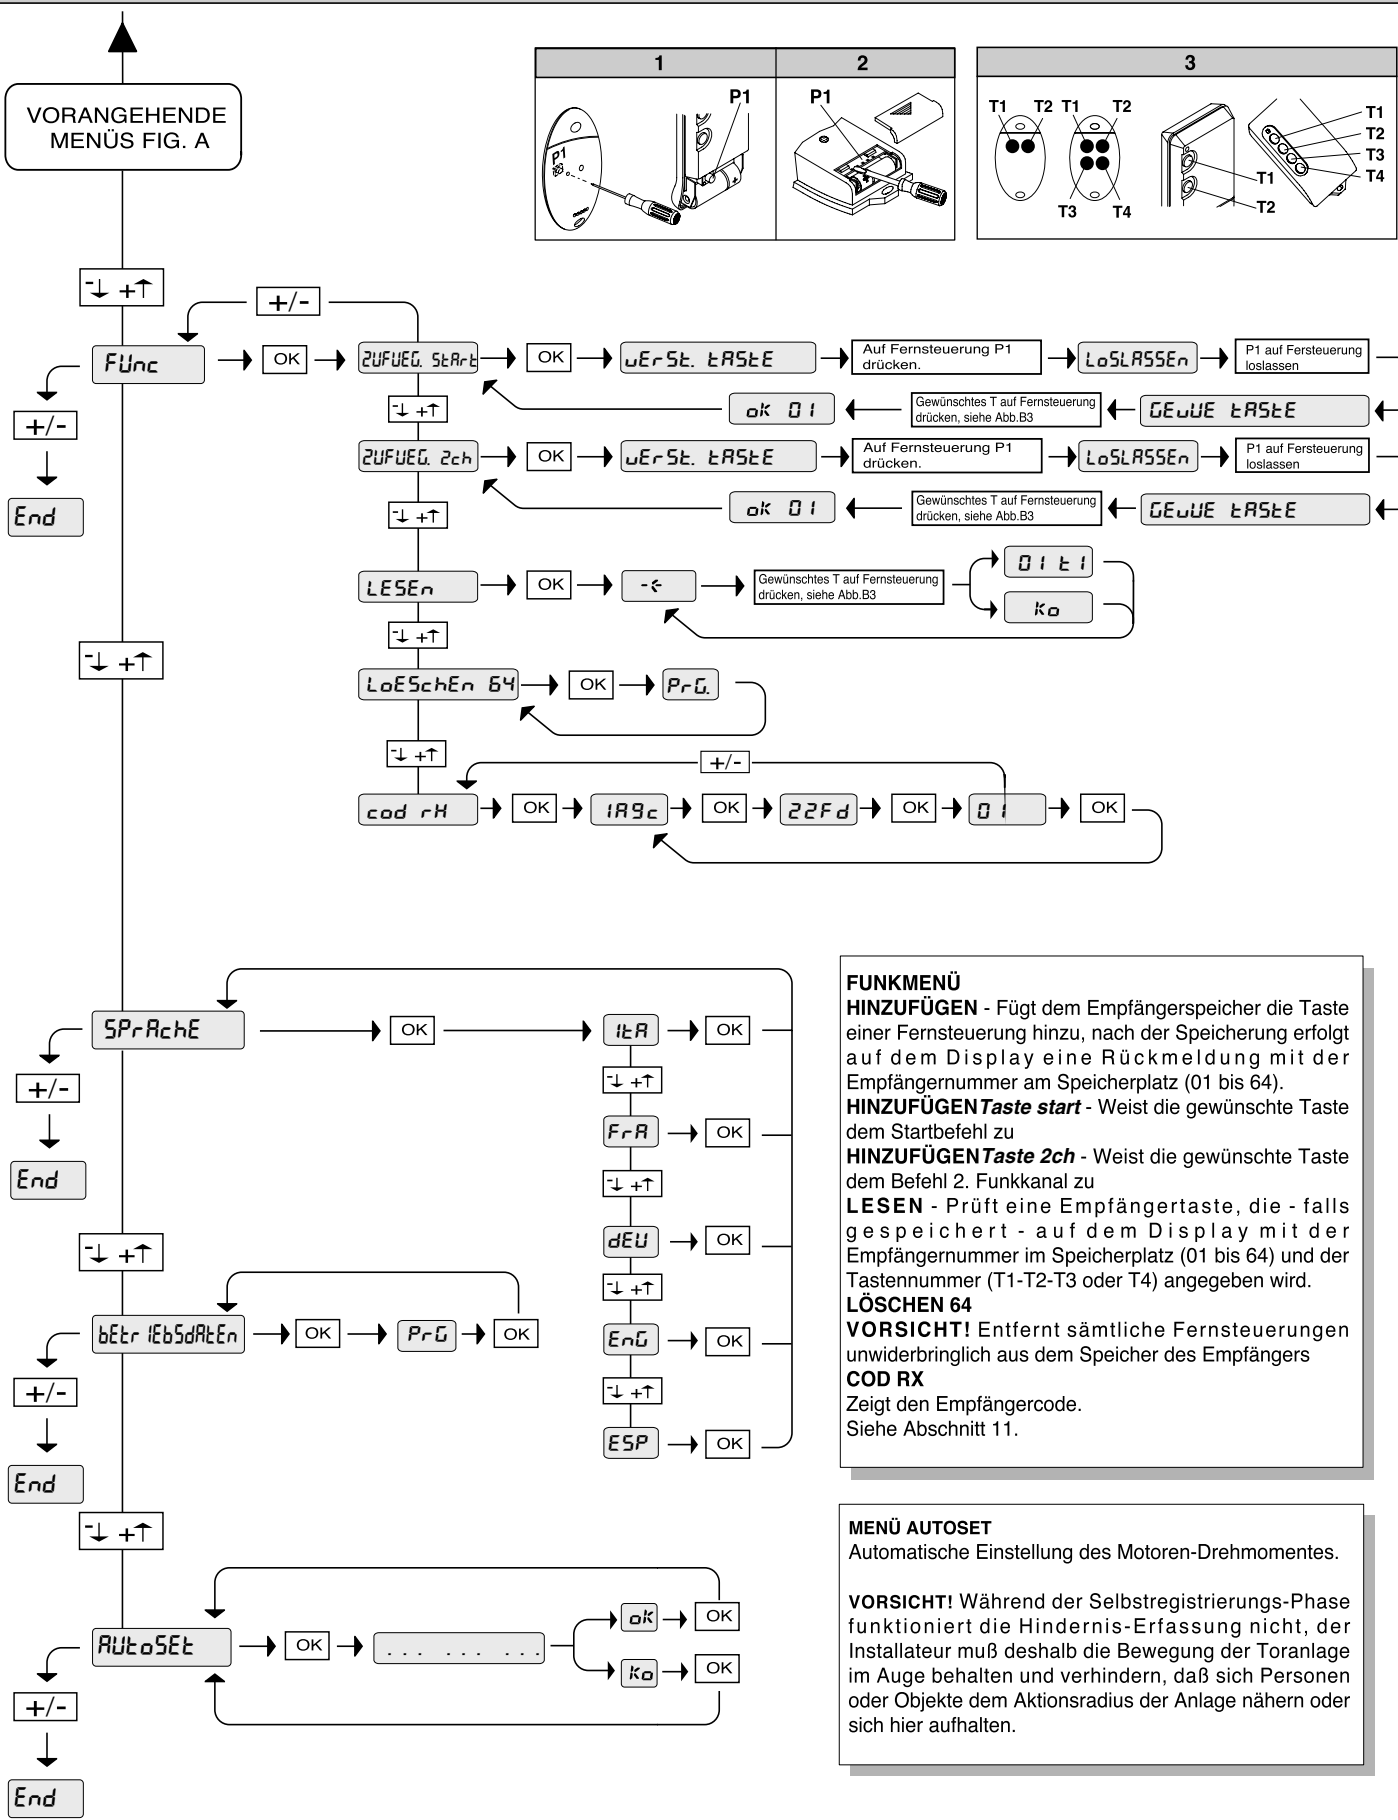 VORANGEHENDE
MENÜS FIG. A
1
2
3
P1
P1
P1
T1 T2 T1 T2
T3 T4
T1
T2
T1
T2
T3
T4
- +
+/-
FUnc
OK
ZUFUEG. StArt
OK
vErSt. tAStE
Auf Fernsteuerung P1
drücken.
LoSLASSEn
P1 auf Fersteuerung
loslassen
+/-
End
- +
ok 01
Gewünschtes T auf Fernsteuerung
drücken, siehe Abb.B3
GEvUE tAStE
ZUFUEG. 2ch
OK
vErSt. tAStE
Auf Fernsteuerung P1
drücken.
LoSLASSEn
P1 auf Fersteuerung
loslassen
- +
ok 01
Gewünschtes T auf Fernsteuerung
drücken, siehe Abb.B3
GEvUE tAStE
LESEn
OK
Gewünschtes T auf Fernsteuerung
drücken, siehe Abb.B3
01 t1
Ko
- +
- +
LoESchEn 64
OK
PrG.
- +
+/-
cod rH
OK
1A9c
OK
22Fd
OK
01
OK
SPrAchE
OK
ItA
OK
+/-
End
- +
FrA
OK
- +
dEU
OK
- +
EnG
OK
- +
ESP
OK
- +
bEtrIEbSdAtEn
OK
PrG
OK
+/-
End
- +
AUtoSEt
OK
... ... ...
oK
OK
Ko
OK
+/-
End
FUNKMENÜ
HINZUFÜGEN - Fügt dem Empfängerspeicher die Taste
einer Fernsteuerung hinzu, nach der Speicherung erfolgt
auf dem Display eine Rückmeldung mit der
Empfängernummer am Speicherplatz (01 bis 64).
HINZUFÜGEN Taste start - Weist die gewünschte Taste
dem Startbefehl zu
HINZUFÜGEN Taste 2ch - Weist die gewünschte Taste
dem Befehl 2. Funkkanal zu
LESEN - Prüft eine Empfängertaste, die - falls
gespeichert - auf dem Display mit der
Empfängernummer im Speicherplatz (01 bis 64) und der
Tastennummer (T1-T2-T3 oder T4) angegeben wird.
LÖSCHEN 64
VORSICHT! Entfernt sämtliche Fernsteuerungen
unwiderbringlich aus dem Speicher des Empfängers
COD RX
Zeigt den Empfängercode.
Siehe Abschnitt 11.
MENÜ AUTOSET
Automatische Einstellung des Motoren-Drehmomentes.
VORSICHT! Während der Selbstregistrierungs-Phase
funktioniert die Hindernis-Erfassung nicht, der
Installateur muß deshalb die Bewegung der Toranlage
im Auge behalten und verhindern, daß sich Personen
oder Objekte dem Aktionsradius der Anlage nähern oder
sich hier aufhalten.